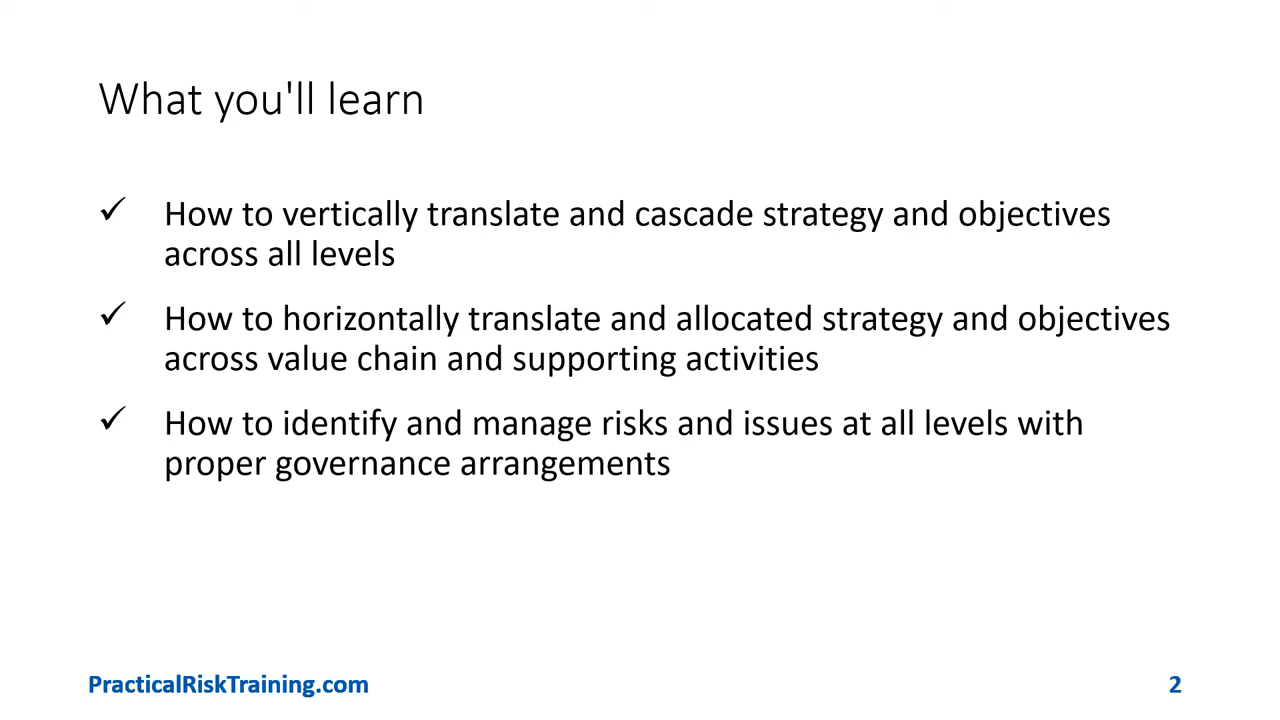 What you'll learn
✓ How to vertically translate and cascade strategy and objectives
across all levels
✓ How to horizontally translate and allocated strategy and objectives
across value chain and supporting activities
✓ How to identify and manage risks and issues at all levels with
proper governance arrangements
PracticalRiskTraining.com
2